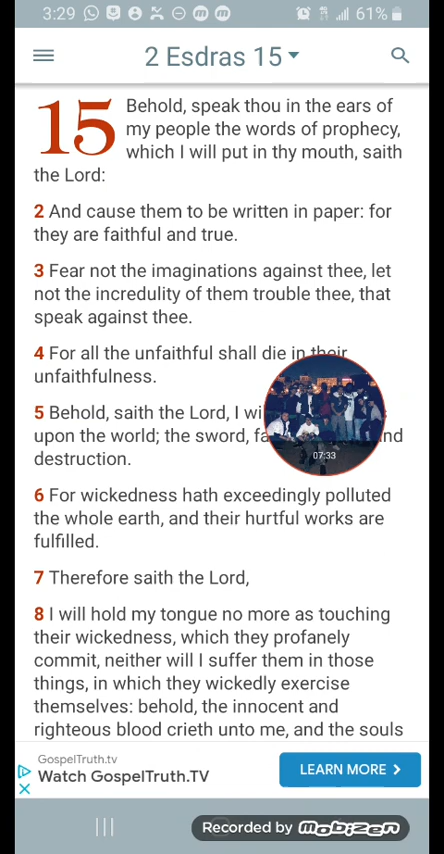 3:29 61%
2 Esdras 15
15 Behold, speak thou in the ears of
my people the words of prophecy,
which I will put in thy mouth, saith
the Lord:
2 And cause them to be written in paper: for
they are faithful and true.
3 Fear not the imaginations against thee, let
not the incredulity of them trouble thee, that
speak against thee.
4 For all the unfaithful shall die in their
unfaithfulness.
5 Behold, saith the Lord, I wi
upon the world; the sword, fa nd
destruction.
07:33
6 For wickedness hath exceedingly polluted
the whole earth, and their hurtful works are
fulfilled.
7 Therefore saith the Lord,
8 I will hold my tongue no more as touching
their wickedness, which they profanely
commit, neither will I suffer them in those
things, in which they wickedly exercise
themselves: behold, the innocent and
righteous blood crieth unto me, and the souls
GospelTruth.tv
Watch GospelTruth.TV
LEARN MORE >
Recorded by Mobizen